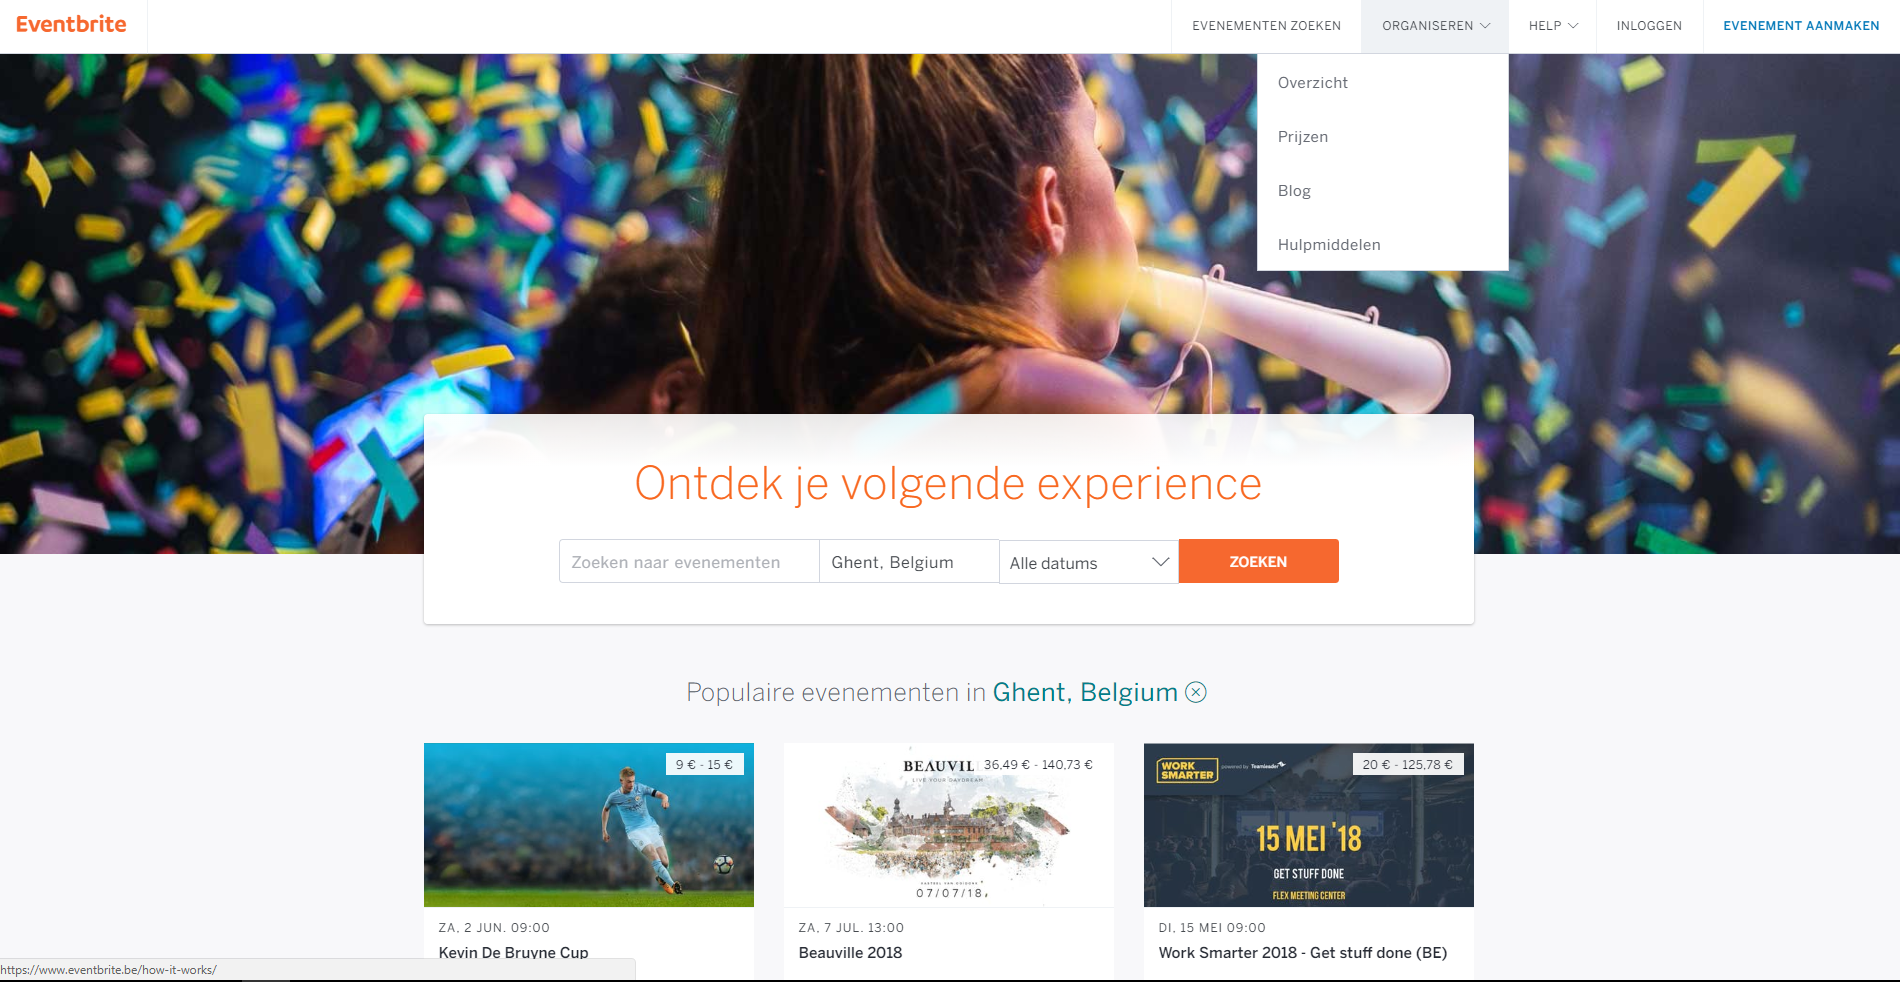 Eventbrite
EVENEMENTEN ZOEKEN
ORGANISEREN
HELP
INLOGGEN
EVENEMENT AANMAKEN
Overzicht
Prijzen
Blog
Hulpmiddelen
Ontdek je volgende experience
Zoeken naar evenementen
Ghent, Belgium
Alle datums
ZOEKEN
Populaire evenementen in Ghent, Belgium
9 € - 15 €
ZA, 2 JUN. 09:00
Kevin De Bruyne Cup
BEAUVIL
36,49 € - 140,73 €
LIVE YOUR DAYDREAM
07/07/18
ZA, 7 JUL. 13:00
Beauville 2018
WORK
SMARTER
powered by Teamleader
20 € - 125,78 €
15 MEI '18
GET STUFF DONE
FLEX MEETING CENTER
DI, 15 MEI 09:00
Work Smarter 2018 - Get stuff done (BE)
https://www.eventbrite.be/how-it-works/